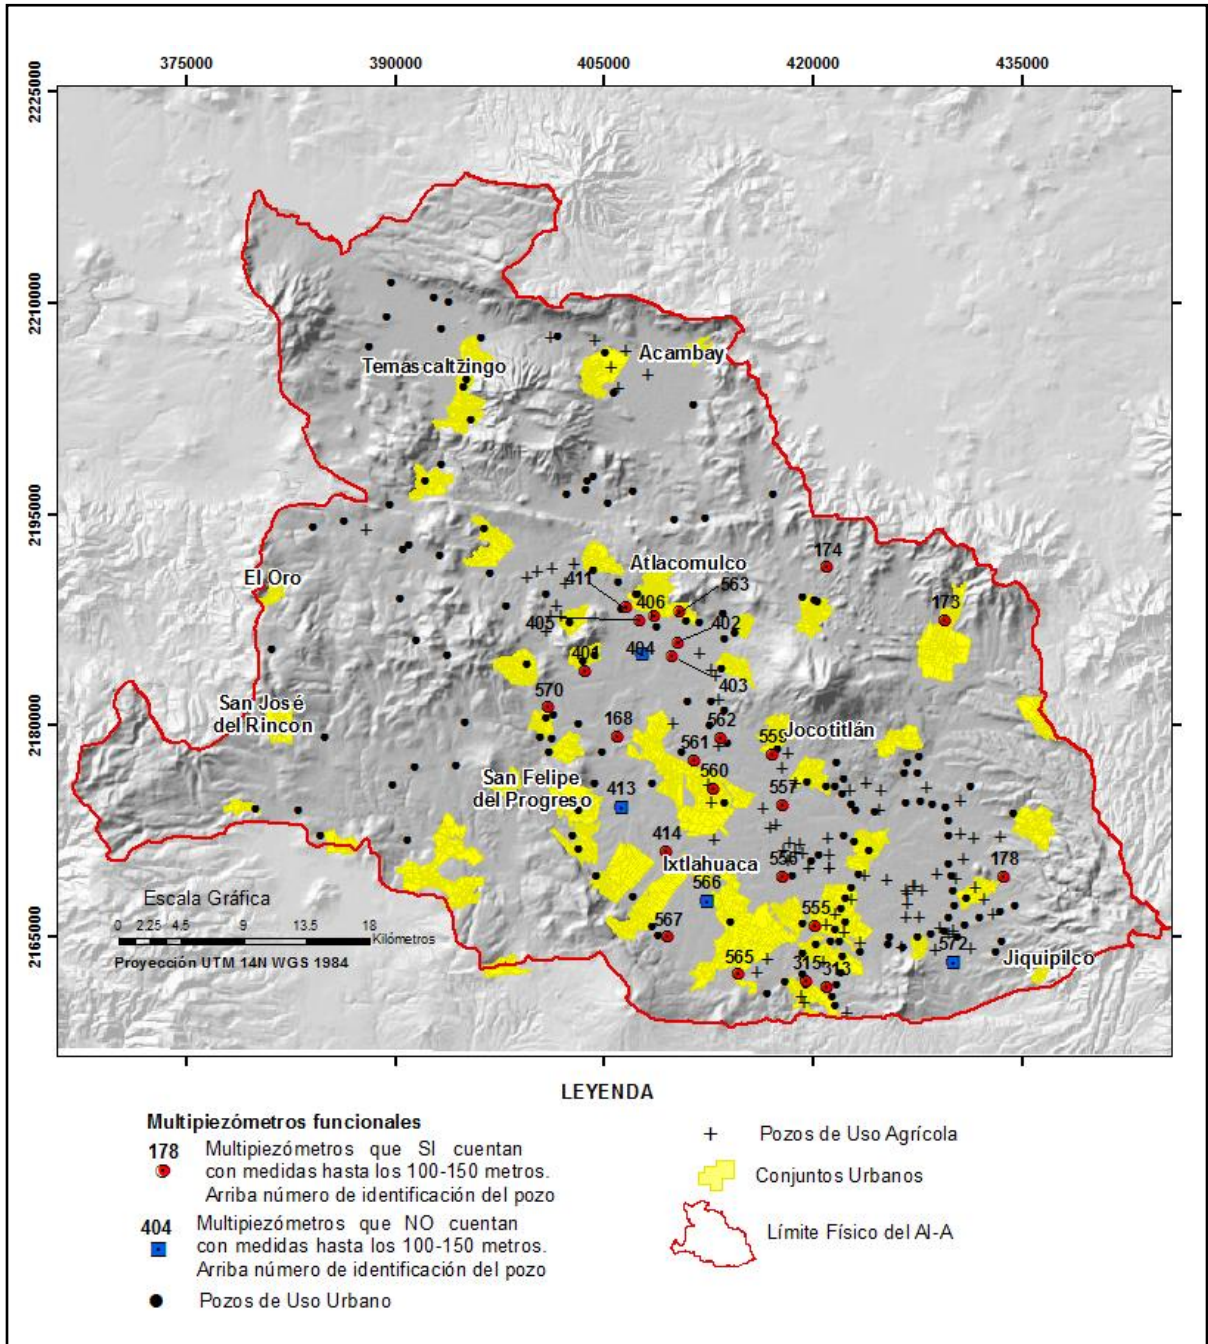 375000 390000 405000 420000 435000
2225000
2210000
2195000
2180000
2165000
Temascaltzingo
Acambay
Atlacomulco
174
El Oro
411
406
563
173
405
402
404
401
403
570
San José
del Rincon
168
562
559
Jocotitlán
561
San Felipe
del Progreso
560
413
557
414
Ixtlahuaca
556
178
566
555
567
572
Jiquipilco
565
315
313
Escala Gráfica
0 2.25 4.5 9 13.5 18
Kilómetros
Proyección UTM 14N WGS 1984
LEYENDA
Multipiezómetros funcionales
178 Multipiezómetros que SI cuentan
con medidas hasta los 100-150 metros.
Arriba número de identificación del pozo
404 Multipiezómetros que NO cuentan
con medidas hasta los 100-150 metros.
Arriba número de identificación del pozo
Pozos de Uso Urbano
Pozos de Uso Agrícola
Conjuntos Urbanos
Límite Físico del AI-A